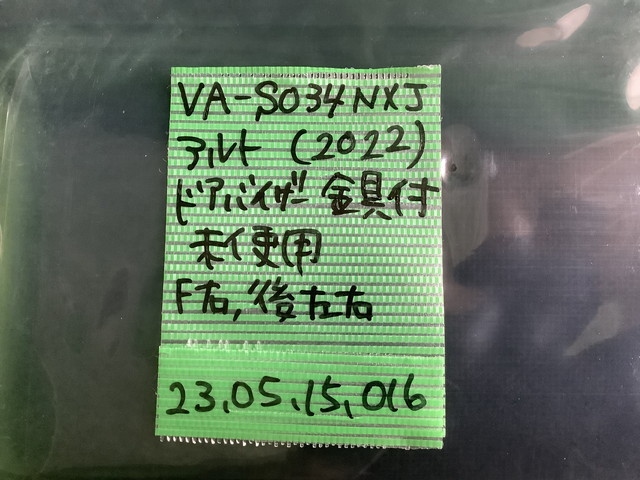 VA-S034NXJ
アルト (2022)
ドアバイザー 金具付
未使用
F右,後左右
23,05,15,016